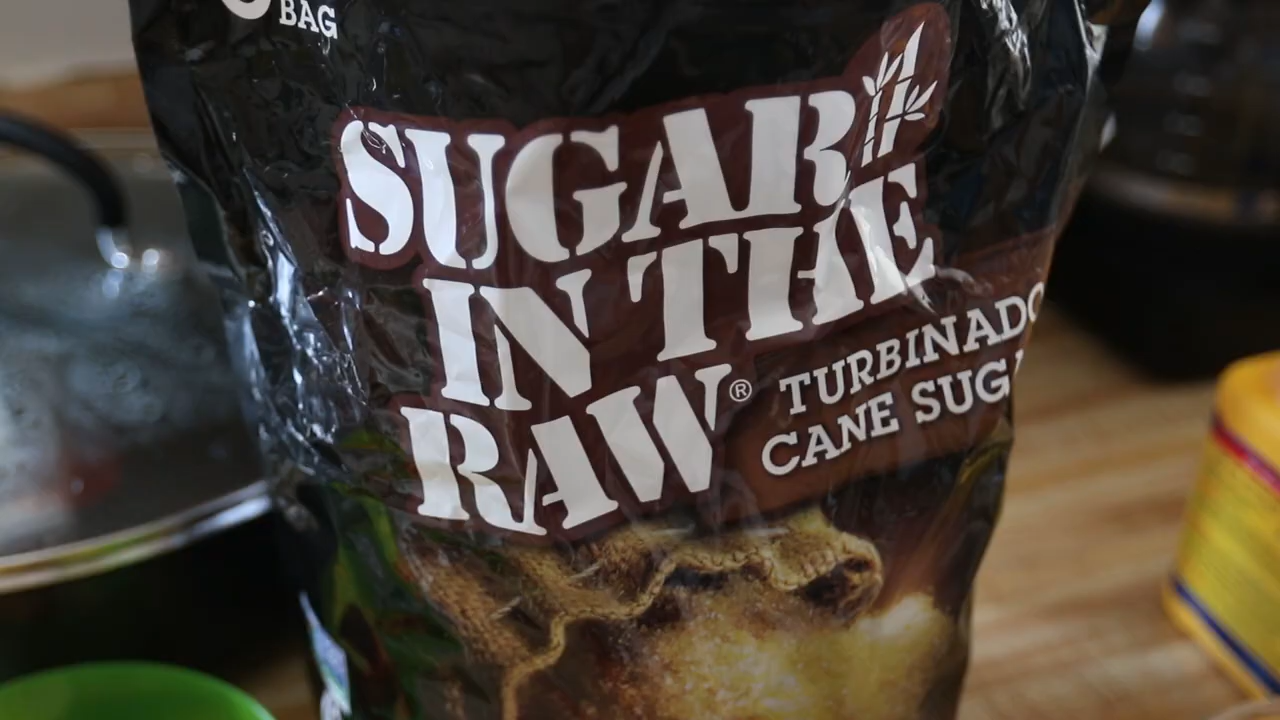 BAG
SUGAR
IN THE
RAW®
TURBINADO
CANE SUG